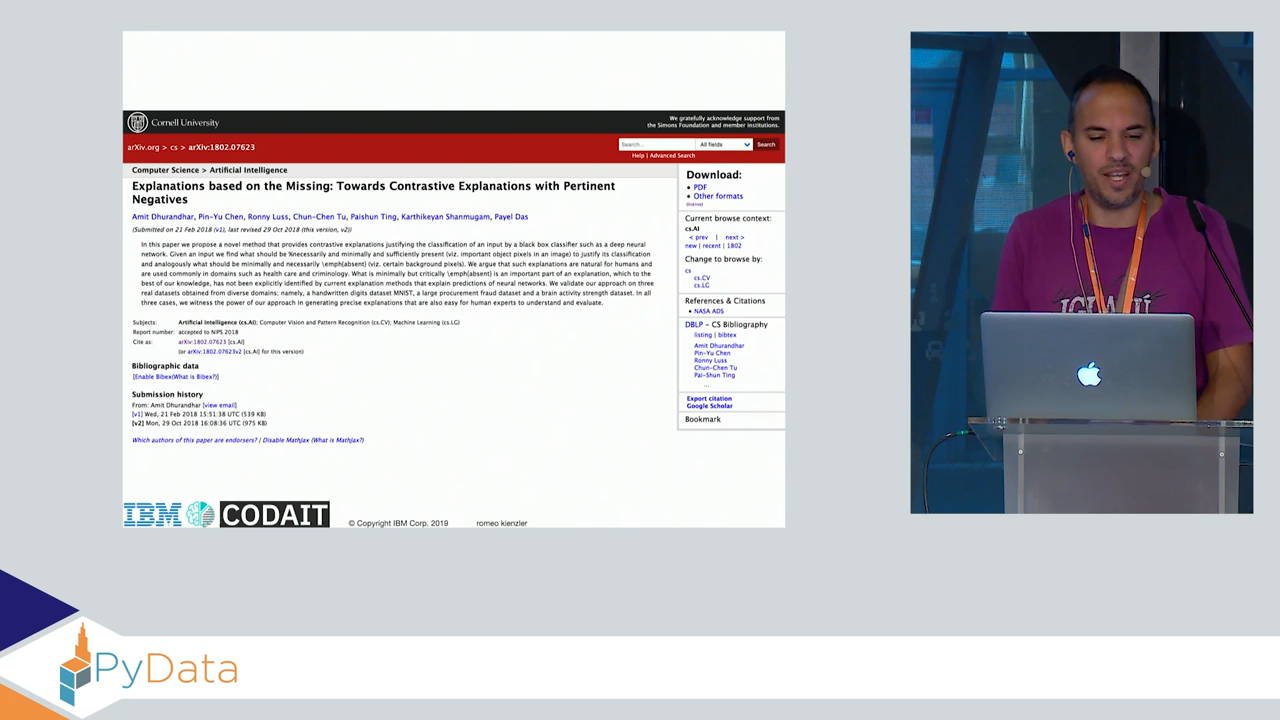 Cornell University
We gratefully acknowledge support from
the Simons Foundation and member institutions.
arXiv.org > cs > arXiv:1802.07623
Search...
All fields
Search
Help | Advanced Search
Computer Science > Artificial Intelligence
Explanations based on the Missing: Towards Contrastive Explanations with Pertinent
Negatives
Amit Dhurandhar, Pin-Yu Chen, Ronny Luss, Chun-Chen Tu, Paishun Ting, Karthikeyan Shanmugam, Payel Das
(Submitted on 21 Feb 2018 (v1), last revised 29 Oct 2018 (this version, v2))
In this paper we propose a novel method that provides contrastive explanations justifying the classification of an input by a black box classifier such as a deep neural
network. Given an input we find what should be %necessarily and minimally and sufficiently present (viz. important object pixels in an image) to justify its classification
and analogously what should be minimally and necessarily \emph{absent} (viz. certain background pixels). We argue that such explanations are natural for humans and
are used commonly in domains such as health care and criminology. What is minimally but critically \emph{absent} is an important part of an explanation, which to the
best of our knowledge, has not been explicitly identified by current explanation methods that explain predictions of neural networks. We validate our approach on three
real datasets obtained from diverse domains; namely, a handwritten digits dataset MNIST, a large procurement fraud dataset and a brain activity strength dataset. In all
three cases, we witness the power of our approach in generating precise explanations that are also easy for human experts to understand and evaluate.
Subjects: Artificial Intelligence (cs.AI); Computer Vision and Pattern Recognition (cs.CV); Machine Learning (cs.LG)
Report number: accepted to NIPS 2018
Cite as: arXiv:1802.07623 [cs.AI]
(or arXiv:1802.07623v2 [cs.AI] for this version)
Bibliographic data
[Enable Bibex(What is Bibex?)]
Submission history
From: Amit Dhurandhar [view email]
[v1] Wed, 21 Feb 2018 15:51:38 UTC (539 KB)
[v2] Mon, 29 Oct 2018 16:08:36 UTC (975 KB)
Which authors of this paper are endorsers? | Disable MathJax (What is MathJax?)
Download:
• PDF
• Other formats
(license)
Current browse context:
cs.AI
< prev | next >
new | recent | 1802
Change to browse by:
cs
cs.CV
cs.LG
References & Citations
• NASA ADS
DBLP – CS Bibliography
listing | bibtex
Amit Dhurandhar
Pin-Yu Chen
Ronny Luss
Chun-Chen Tu
Pai-Shun Ting
...
Export citation
Google Scholar
Bookmark
IBM CODAIT © Copyright IBM Corp. 2019 romeo kienzler
PyData